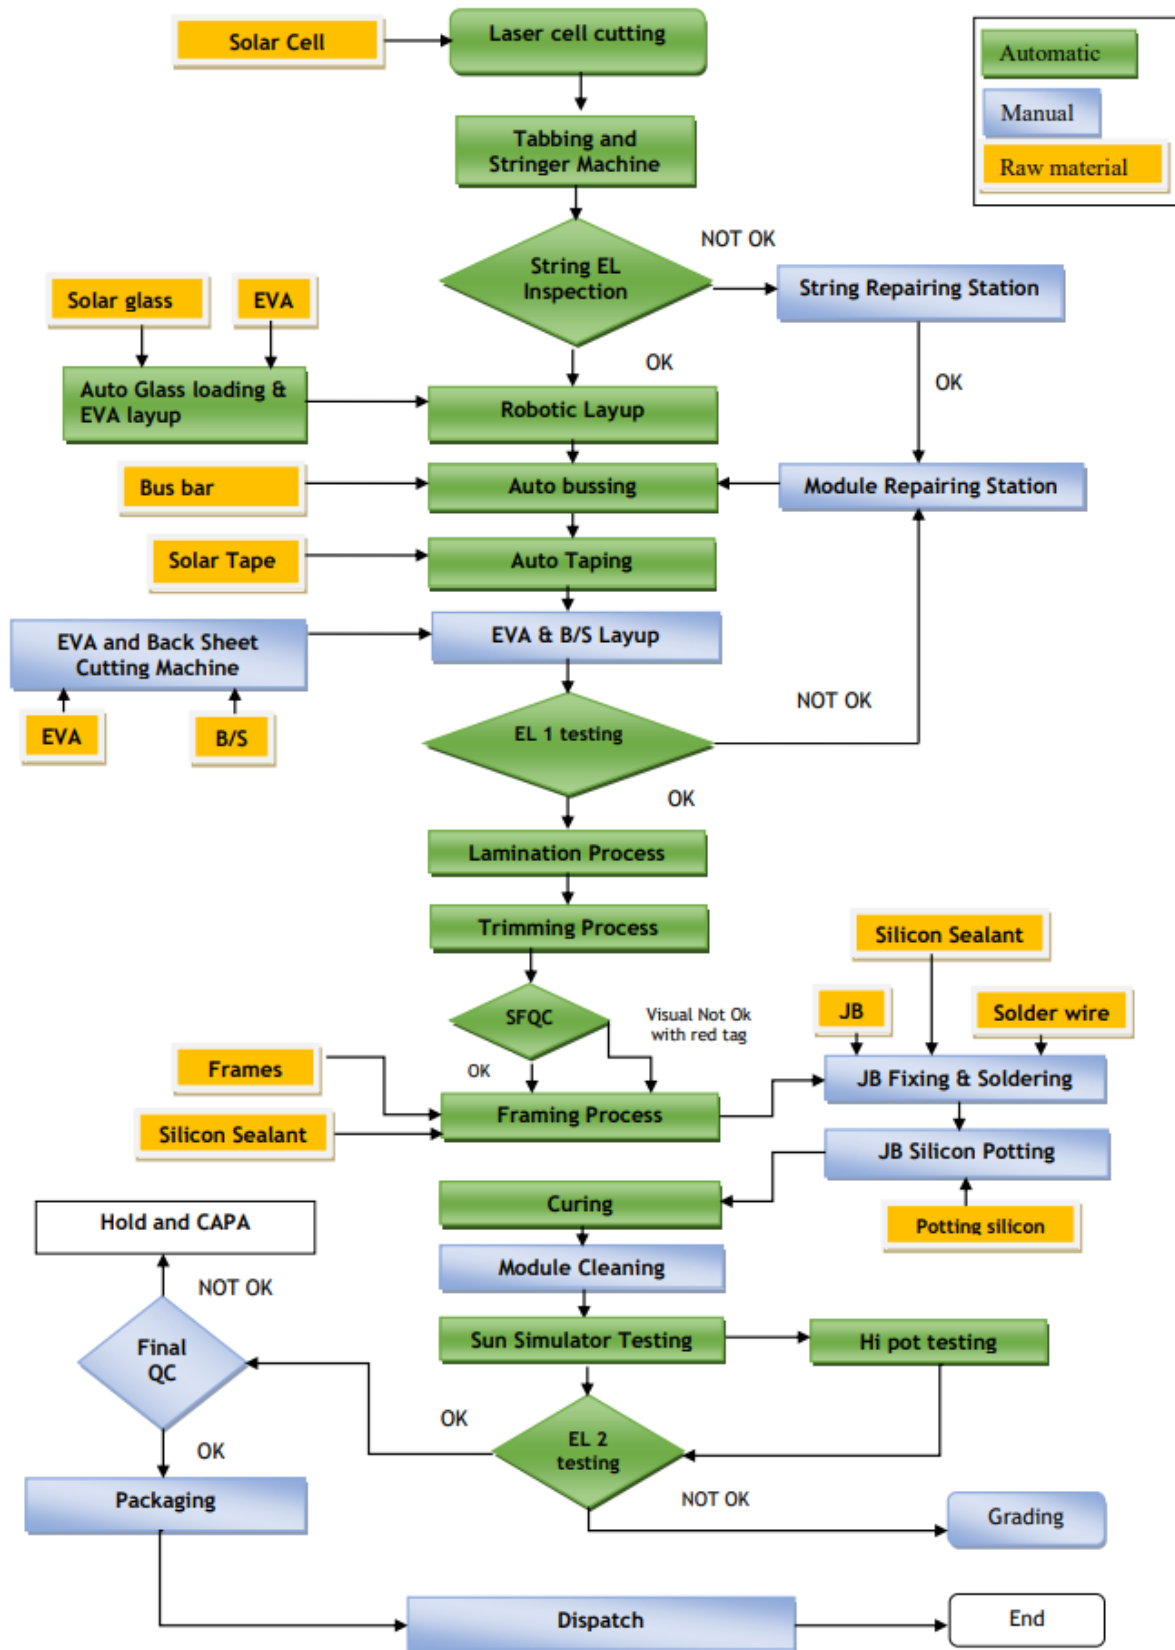 Solar Cell
Laser cell cutting
Automatic
Manual
Raw material
Tabbing and
Stringer Machine
NOT OK
String EL
Inspection
String Repairing Station
Solar glass
EVA
OK
OK
Auto Glass loading &
EVA layup
Robotic Layup
Bus bar
Auto bussing
Module Repairing Station
Solar Tape
Auto Taping
EVA and Back Sheet
Cutting Machine
EVA & B/S Layup
NOT OK
EVA
B/S
EL 1 testing
OK
Lamination Process
Trimming Process
Silicon Sealant
JB
Solder wire
SFQC
Visual Not Ok
with red tag
OK
Frames
JB Fixing & Soldering
Framing Process
Silicon Sealant
JB Silicon Potting
Curing
Potting silicon
Hold and CAPA
Module Cleaning
NOT OK
Final
QC
Sun Simulator Testing
Hi pot testing
OK
OK
EL 2
testing
NOT OK
Packaging
Grading
Dispatch
End